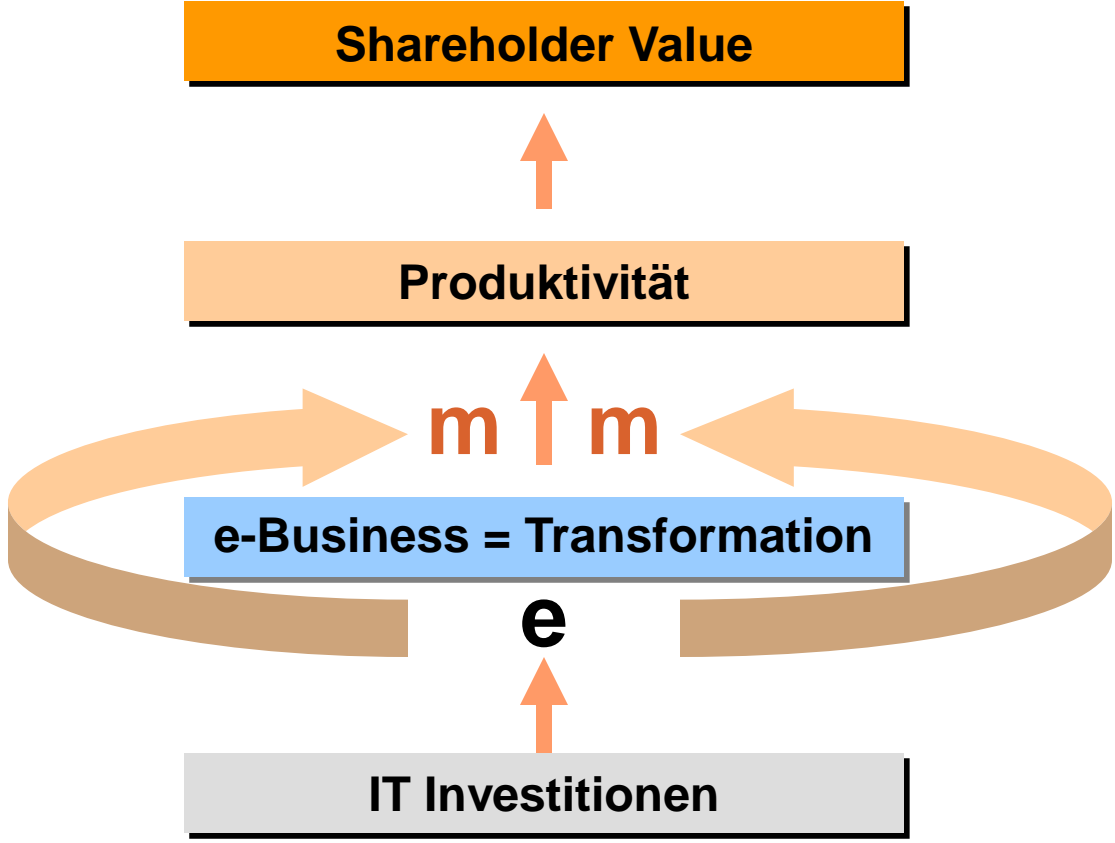 Shareholder Value
Produktivität
m m
e-Business = Transformation
e
IT Investitionen